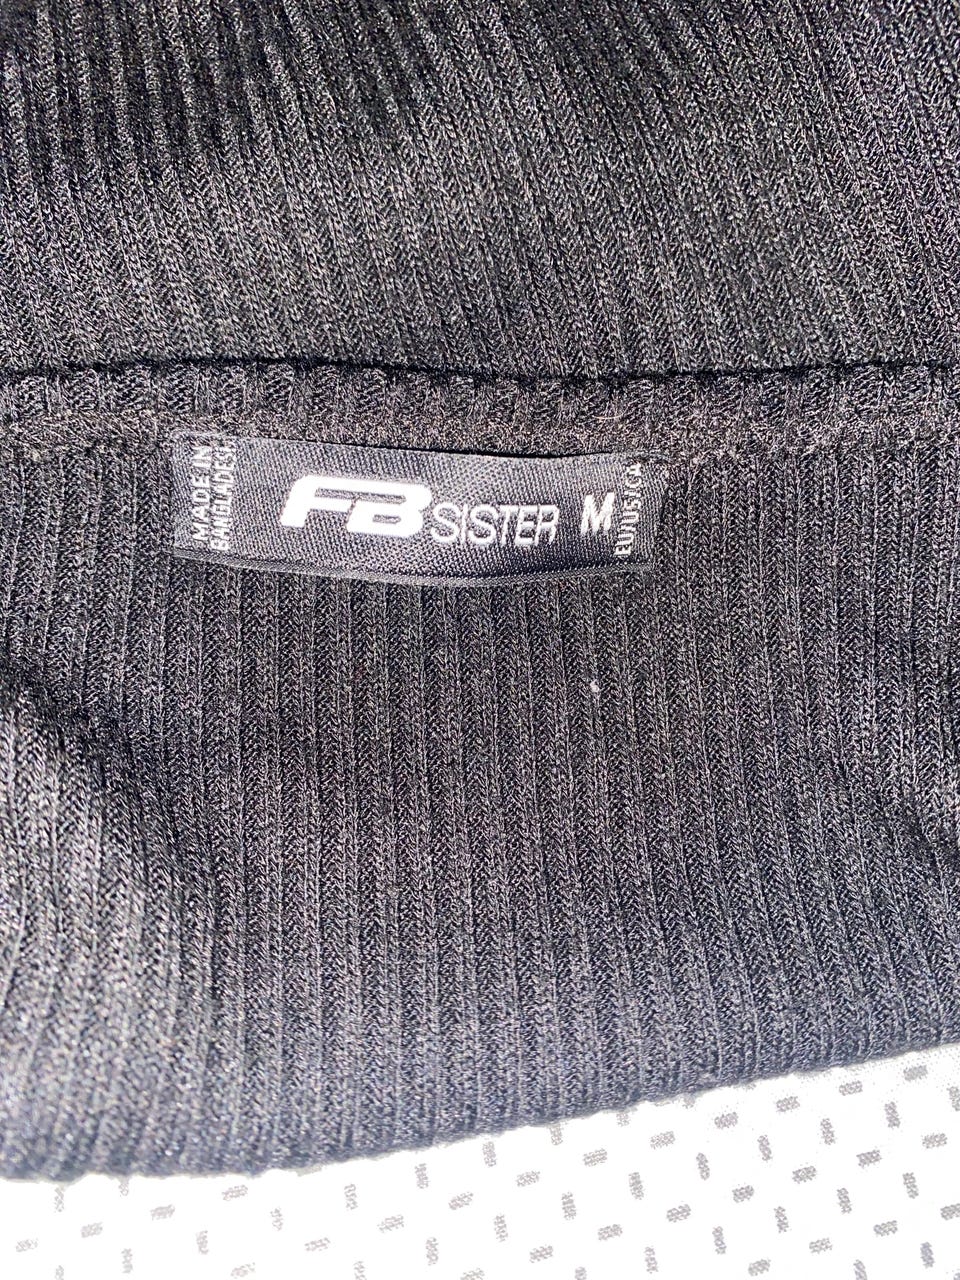 MADE IN
BANGLADESH
FB SISTER
M
EU/US/CA